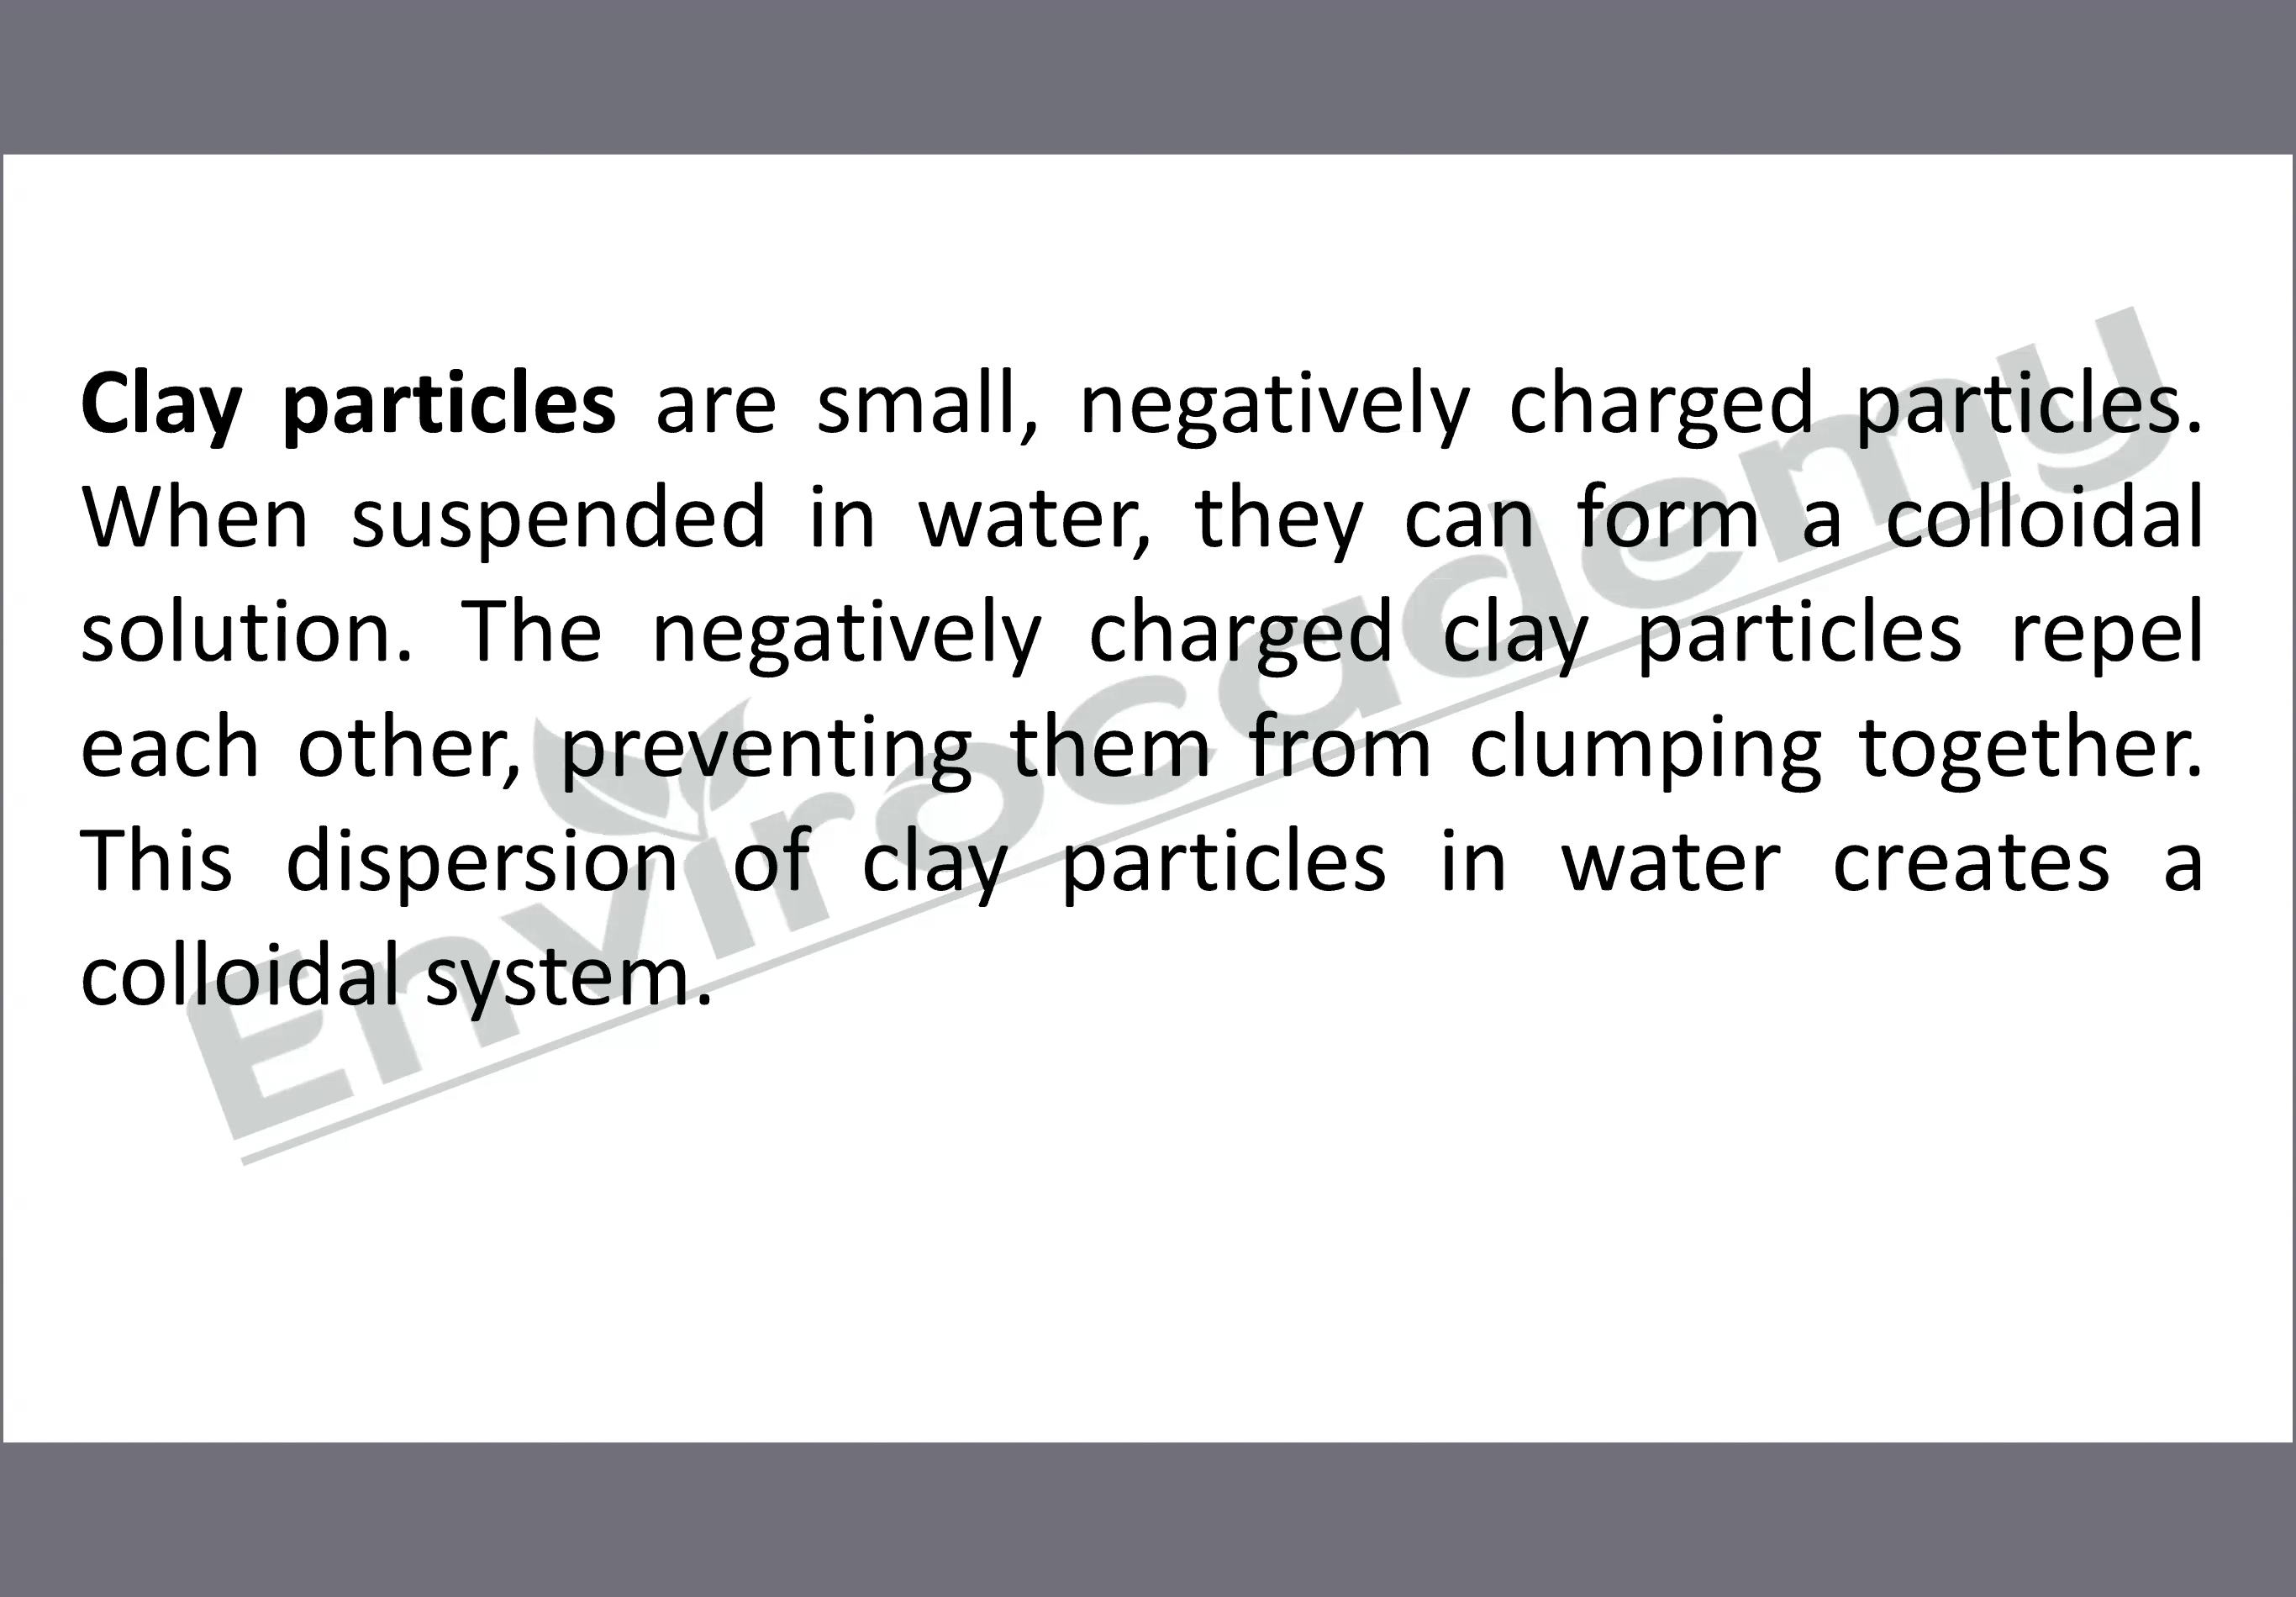 Clay particles are small, negatively charged particles.
When suspended in water, they can form a colloidal
solution. The negatively charged clay particles repel
each other, preventing them from clumping together.
This dispersion of clay particles in water creates a
colloidal system.
Envirocademy